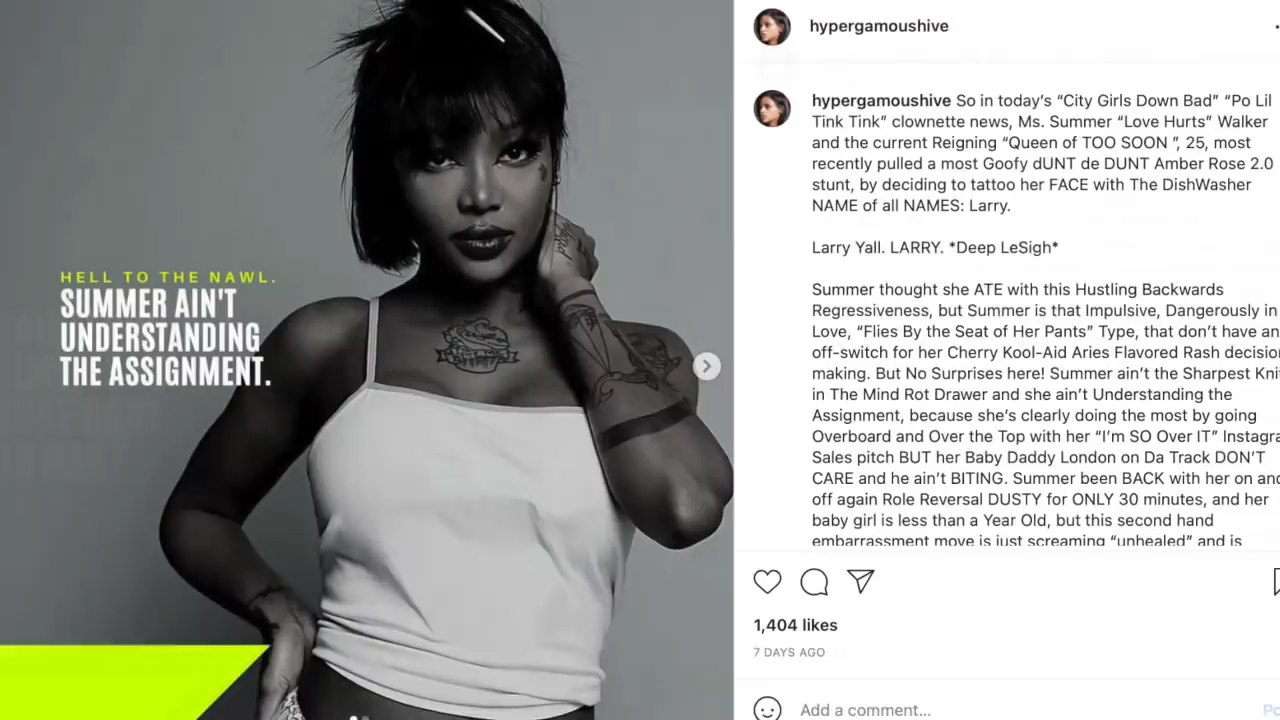 HELL TO THE NAWL.
SUMMER AIN'T
UNDERSTANDING
THE ASSIGNMENT.
hypergamoushive
hypergamoushive So in today's “City Girls Down Bad” “Po Lil
Tink Tink” clownette news, Ms. Summer “Love Hurts” Walker
and the current Reigning “Queen of TOO SOON ”, 25, most
recently pulled a most Goofy dUNT de DUNT Amber Rose 2.0
stunt, by deciding to tattoo her FACE with The DishWasher
NAME of all NAMES: Larry.
Larry Yall. LARRY. *Deep LeSigh*
Summer thought she ATE with this Hustling Backwards
Regressiveness, but Summer is that Impulsive, Dangerously in
Love, “Flies By the Seat of Her Pants” Type, that don't have an
off-switch for her Cherry Kool-Aid Aries Flavored Rash decision
making. But No Surprises here! Summer ain't the Sharpest
in The Mind Rot Drawer and she ain't Understanding the
Assignment, because she's clearly doing the most by going
Overboard and Over the Top with her “I'm SO Over IT”
Sales pitch BUT her Baby Daddy London on Da Track DON'T
CARE and he ain't BITING. Summer been BACK with her on and
off again Role Reversal DUSTY for ONLY 30 minutes, and her
baby girl is less than a Year Old, but this second hand
embarrassment move is just screaming “unhealed” and is
1,404 likes
7 DAYS AGO
Add a comment...